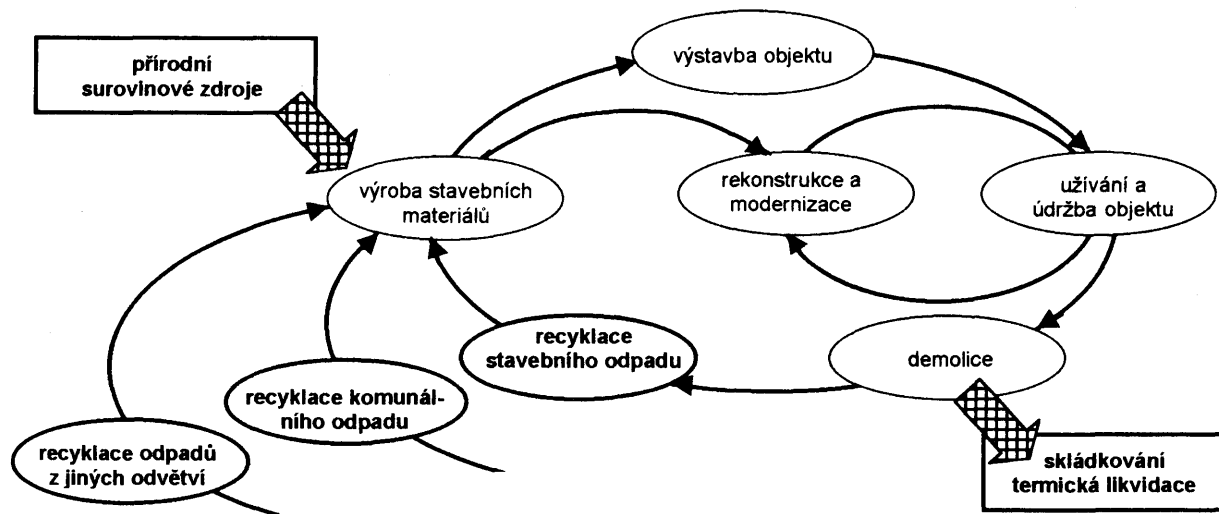 přírodní
surovinové zdroje
výstavba objektu
výroba stavebních
materiálů
rekonstrukce a
modernizace
užívání a
údržba objektu
recyklace
stavebního odpadu
demolice
recyklace komunál-
ního odpadu
recyklace odpadů
z jiných odvětví
skládkování
termická likvidace